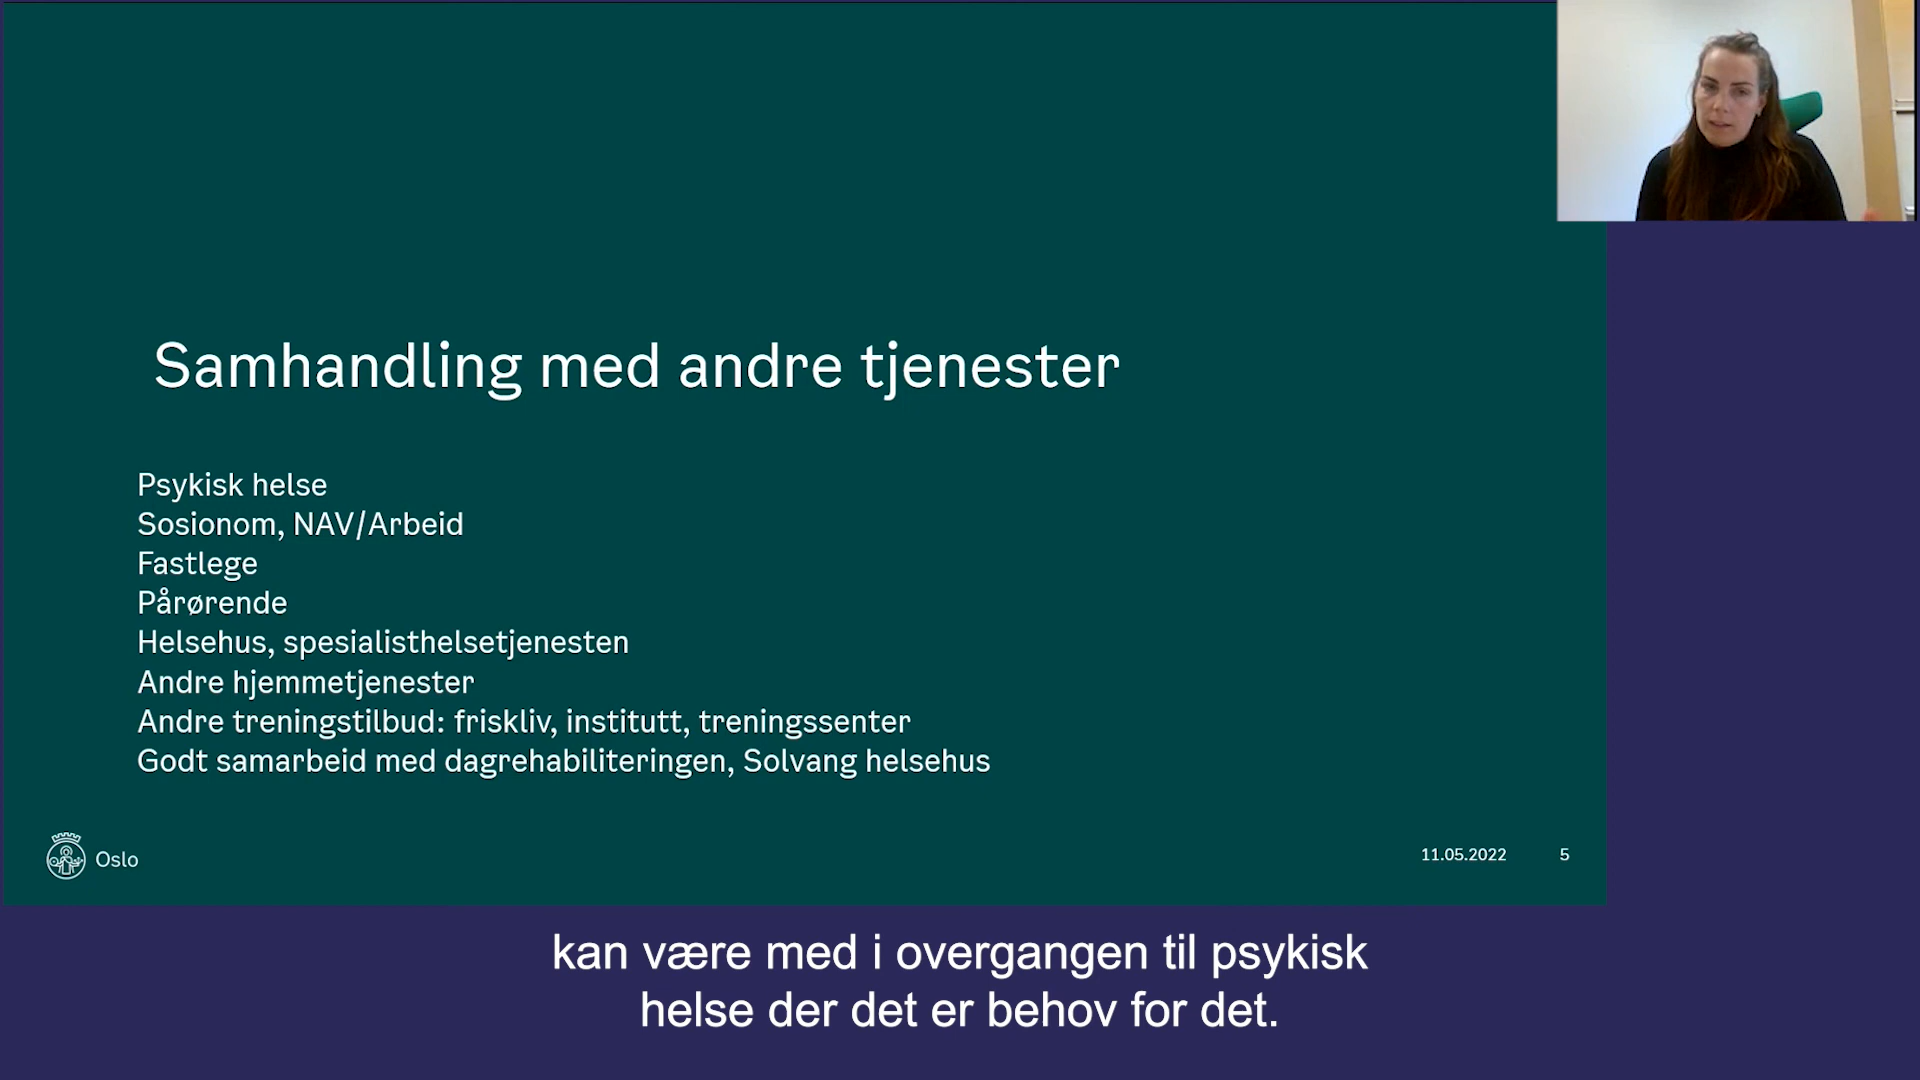 Samhandling med andre tjenester
Psykisk helse
Sosionom, NAV/Arbeid
Fastlege
Pårørende
Helsehus, spesialisthelsetjenesten
Andre hjemmetjenester
Andre treningstilbud: friskliv, institutt, treningssenter
Godt samarbeid med dagrehabiliteringen, Solvang helsehus
Oslo
11.05.2022
5
kan være med i overgangen til psykisk
helse der det er behov for det.